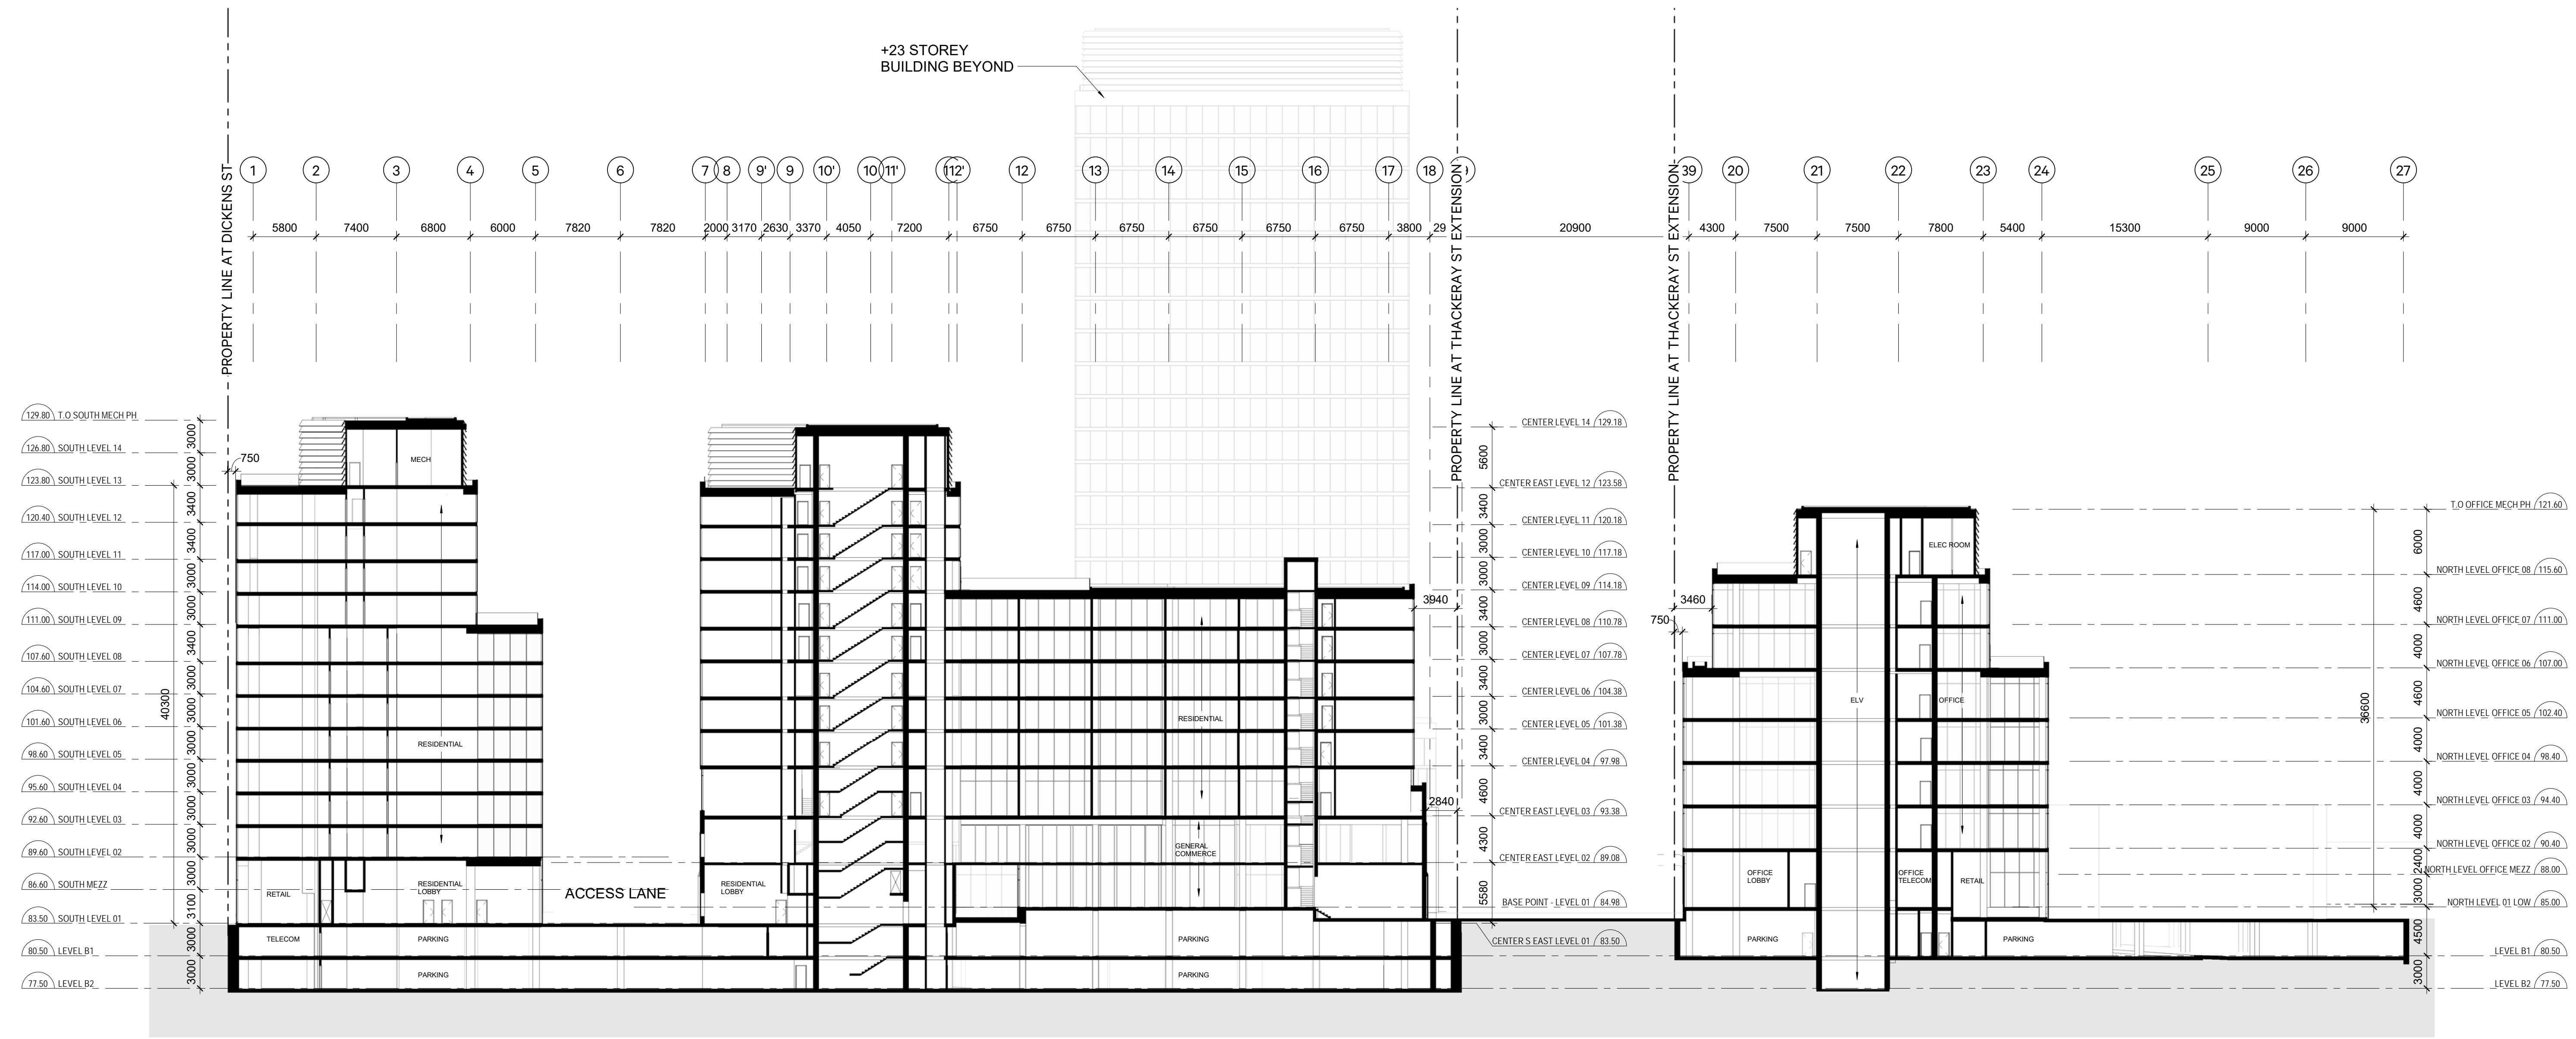 +23 STOREY
BUILDING BEYOND
PROPERTY LINE AT DICKENS ST
PROPERTY LINE AT THACKERAY ST EXTENSION
PROPERTY LINE AT THACKERAY ST EXTENSION
1 2 3 4 5 6 7 8 9' 9 10' 10 11' 12' 12 13 14 15 16 17 18 20 21 22 23 24 25 26 27
5800 7400 6800 6000 7820 7820 2000 3170 2630 3370 4050 7200 6750 6750 6750 6750 6750 6750 3800 29 20900 4300 7500 7500 7800 5400 15300 9000 9000
129.80 T.O SOUTH MECH PH
126.80 SOUTH LEVEL 14
123.80 SOUTH LEVEL 13
120.40 SOUTH LEVEL 12
117.00 SOUTH LEVEL 11
114.00 SOUTH LEVEL 10
111.00 SOUTH LEVEL 09
107.60 SOUTH LEVEL 08
104.60 SOUTH LEVEL 07
101.60 SOUTH LEVEL 06
98.60 SOUTH LEVEL 05
95.60 SOUTH LEVEL 04
92.60 SOUTH LEVEL 03
89.60 SOUTH LEVEL 02
86.60 SOUTH MEZZ
83.50 SOUTH LEVEL 01
80.50 LEVEL B1
77.50 LEVEL B2
3000
3000
3400
3400
3000
3000
3400
3000
3000
3000
3000
3000
3000
3000
3100
3000
3000
40300
750
MECH
RESIDENTIAL
RETAIL
RESIDENTIAL
LOBBY
TELECOM
PARKING
PARKING
ACCESS LANE
RESIDENTIAL
LOBBY
RESIDENTIAL
GENERAL
COMMERCE
PARKING
PARKING
3940
2840
5600
3400
3000
3000
3400
3000
3400
3000
3400
4600
4300
5580
CENTER LEVEL 14 129.18
CENTER EAST LEVEL 12 123.58
CENTER LEVEL 11 120.18
CENTER LEVEL 10 117.18
CENTER LEVEL 09 114.18
CENTER LEVEL 08 110.78
CENTER LEVEL 07 107.78
CENTER LEVEL 06 104.38
CENTER LEVEL 05 101.38
CENTER LEVEL 04 97.98
CENTER EAST LEVEL 03 93.38
CENTER EAST LEVEL 02 89.08
BASE POINT - LEVEL 01 84.98
CENTER S EAST LEVEL 01 83.50
3460
750
ELEC ROOM
ELV
OFFICE
OFFICE
LOBBY
OFFICE
TELECOM
RETAIL
PARKING
PARKING
36600
6000
4600
4000
4600
4000
4000
4000
2400
3000
4500
3000
T.O OFFICE MECH PH 121.60
NORTH LEVEL OFFICE 08 115.60
NORTH LEVEL OFFICE 07 111.00
NORTH LEVEL OFFICE 06 107.00
NORTH LEVEL OFFICE 05 102.40
NORTH LEVEL OFFICE 04 98.40
NORTH LEVEL OFFICE 03 94.40
NORTH LEVEL OFFICE 02 90.40
NORTH LEVEL OFFICE MEZZ 88.00
NORTH LEVEL 01 LOW 85.00
LEVEL B1 80.50
LEVEL B2 77.50